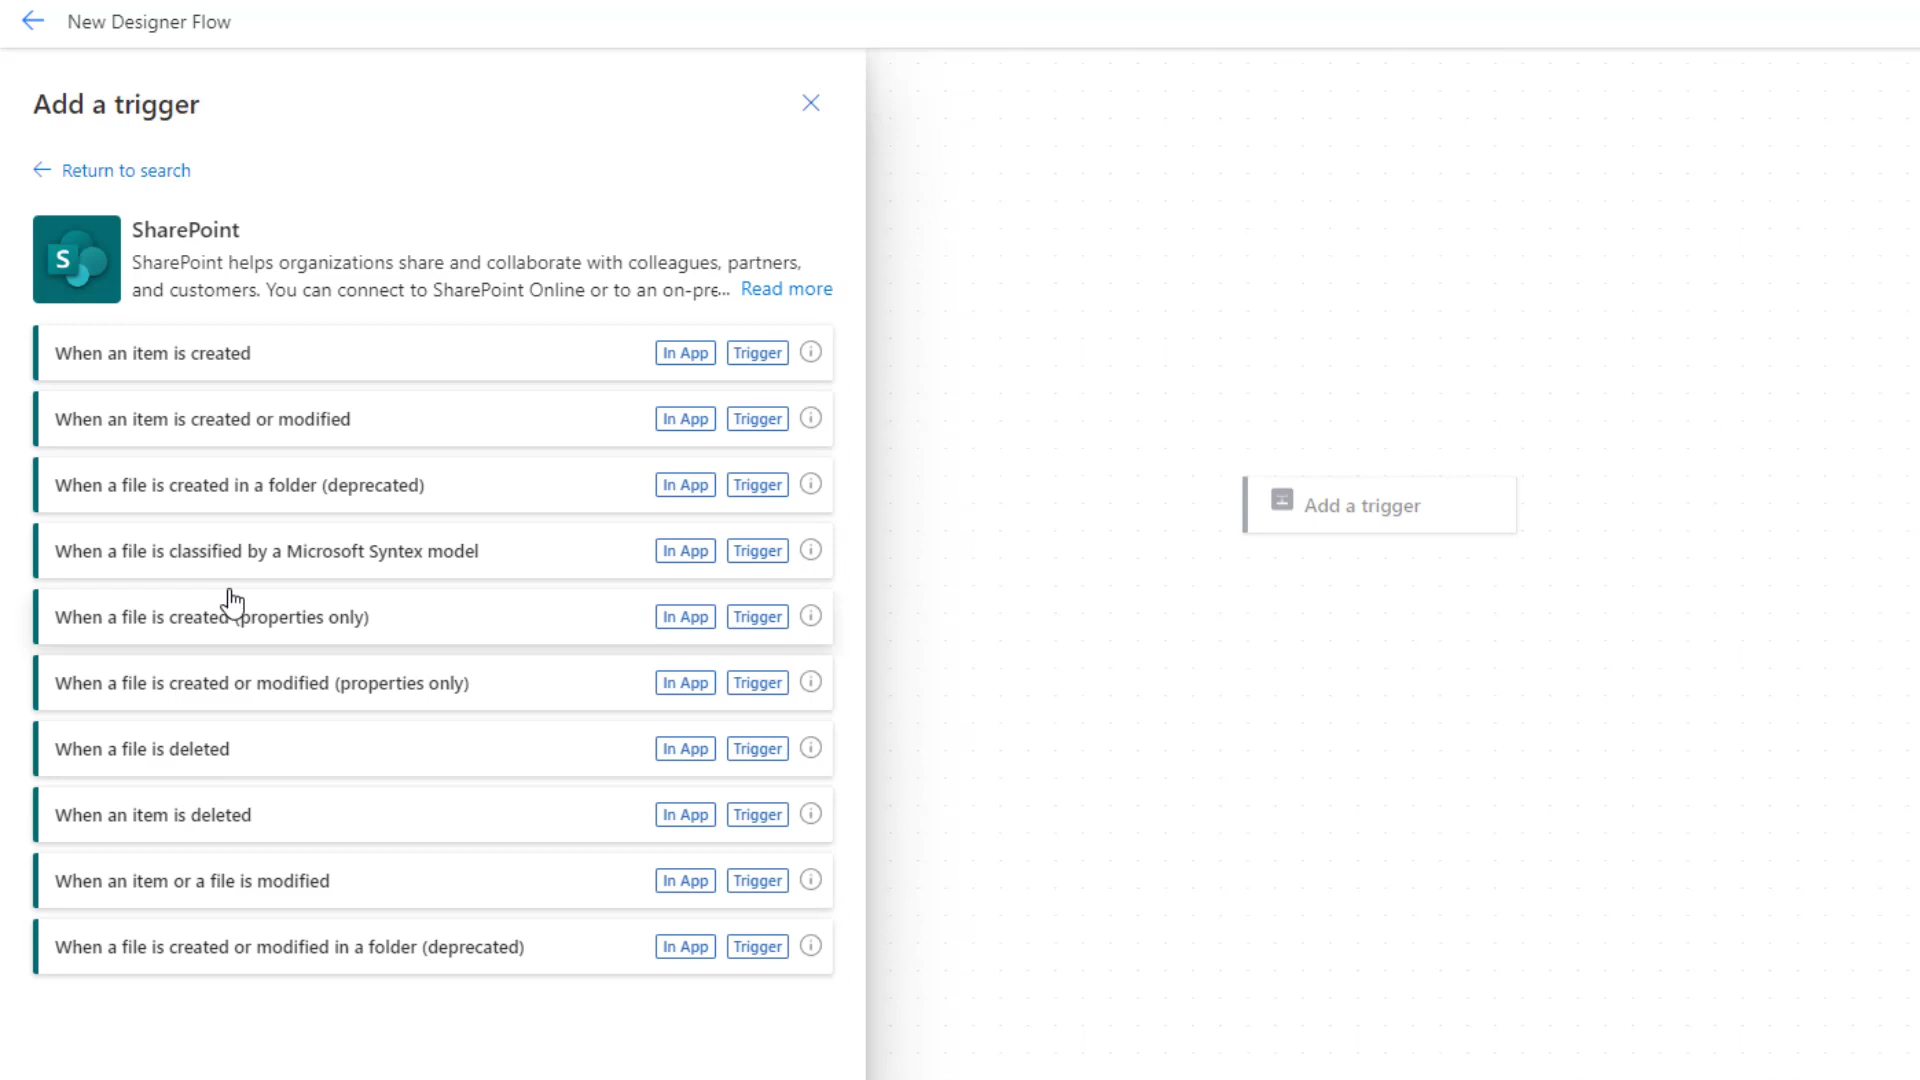 New Designer Flow
Add a trigger
Return to search
SharePoint
S
SharePoint helps organizations share and collaborate with colleagues, partners,
and customers. You can connect to SharePoint Online or to an on-pre... Read more
When an item is created In App Trigger
When an item is created or modified In App Trigger
When a file is created in a folder (deprecated) In App Trigger
When a file is classified by a Microsoft Syntex model In App Trigger
When a file is created (properties only) In App Trigger
When a file is created or modified (properties only) In App Trigger
When a file is deleted In App Trigger
When an item is deleted In App Trigger
When an item or a file is modified In App Trigger
When a file is created or modified in a folder (deprecated) In App Trigger
Add a trigger